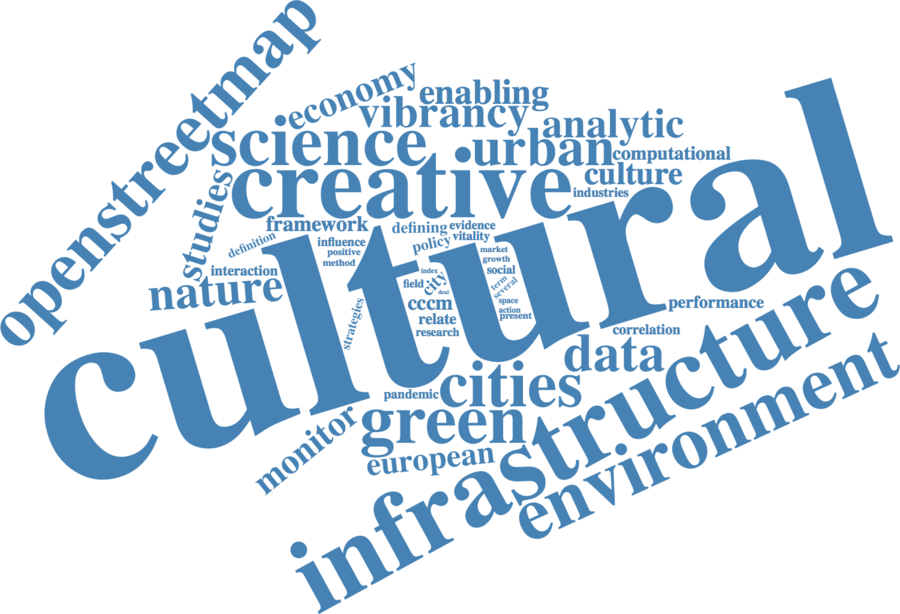 openstreetmap
economy
enabling
vibrancy
science
urban
analytic
computational
creative
culture
industries
studies
framework
defining
evidence
definition
influence
policy
vitality
positive
method
market
growth
interaction
index
social
nature
field
city
deal
term
several
cccm
space
action
present
strategies
relate
research
cultural
performance
correlation
data
pandemic
cities
green
monitor
european
infrastructure
environment